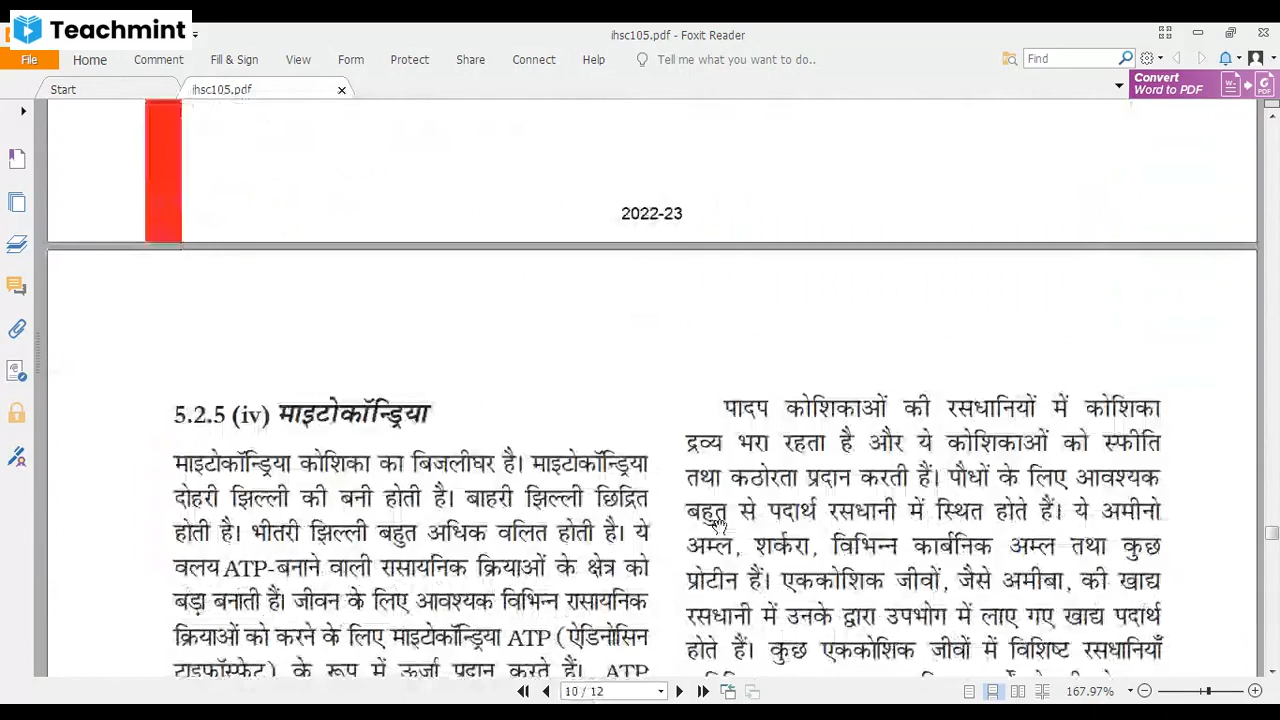 Teachmint
ihsc105.pdf - Foxit Reader
File Home Comment Fill & Sign View Form Protect Share Connect Help Tell me what you want to do.. Find
Start ihsc105.pdf
Convert
Word to PDF
2022-23
5.2.5 (iv) माइटोकॉन्ड्रिया
माइटोकॉन्ड्रिया कोशिका का बिजलीघर है। माइटोकॉन्ड्रिया
दोहरी झिल्ली की बनी होती है। बाहरी झिल्ली छिद्रित
होती है। भीतरी झिल्ली बहुत अधिक वलित होती है। ये
वलय ATP-बनाने वाली रासायनिक क्रियाओं के क्षेत्र को
बड़ा बनाती हैं। जीवन के लिए आवश्यक विभिन्न रासायनिक
क्रियाओं को करने के लिए माइटोकॉन्ड्रिया ATP (ऐडिनोसिन
टाइफॉस्फेट) के रूप में ऊर्जा प्रदान करते हैं। ATP
पादप कोशिकाओं की रसधानियों में कोशिका
द्रव्य भरा रहता है और ये कोशिकाओं को स्फीति
तथा कठोरता प्रदान करती हैं। पौधों के लिए आवश्यक
बहुत से पदार्थ रसधानी में स्थित होते हैं। ये अमीनो
अम्ल, शर्करा, विभिन्न कार्बनिक अम्ल तथा कुछ
प्रोटीन हैं। एककोशिक जीवों, जैसे अमीबा, की खाद्य
रसधानी में उनके द्वारा उपभोग में लाए गए खाद्य पदार्थ
होते हैं। कुछ एककोशिक जीवों में विशिष्ट रसधानियाँ
10 / 12 167.97%